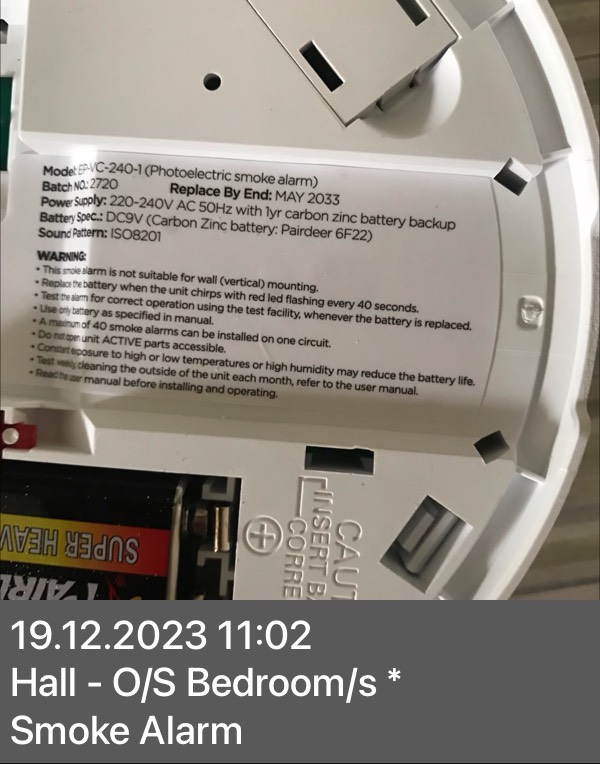 Model: EP-VC-240-1 (Photoelectric smoke alarm)
Batch NO.: 2720 Replace By End: MAY 2033
Power Supply: 220-240V AC 50Hz with 1yr carbon zinc battery backup
Battery Spec.: DC9V (Carbon Zinc battery: Pairdeer 6F22)
Sound Pattern: ISO8201
WARNING:
• This smoke alarm is not suitable for wall (vertical) mounting.
• Replace the battery when the unit chirps with red led flashing every 40 seconds.
• Test the alarm for correct operation using the test facility, whenever the battery is replaced.
• Use only battery as specified in manual.
• A maximum of 40 smoke alarms can be installed on one circuit.
• Do not open unit ACTIVE parts accessible.
• Constant exposure to high or low temperatures or high humidity may reduce the battery life.
• Test weekly, cleaning the outside of the unit each month, refer to the user manual.
• Read the user manual before installing and operating.
SUPER HEAV
CAUT
INSERT BA
CORRE
19.12.2023 11:02
Hall - O/S Bedroom/s *
Smoke Alarm